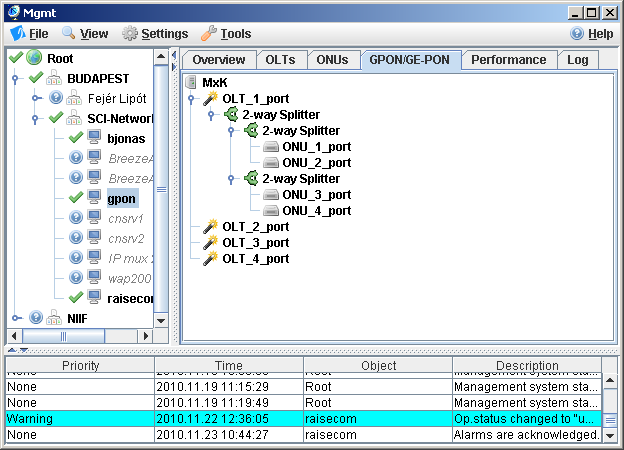 Mgmt
File View Settings Tools Help
Root
BUDAPEST
Fejér Lipót
SCI-Network
bjonas
BreezeA
BreezeA
gpon
cnsrv1
cnsrv2
IP mux 2
wap200
raisecom
NIIF
Overview OLTs ONUs GPON/GE-PON Performance Log
MxK
OLT_1_port
2-way Splitter
2-way Splitter
ONU_1_port
ONU_2_port
2-way Splitter
ONU_3_port
ONU_4_port
OLT_2_port
OLT_3_port
OLT_4_port
Priority Time Object Description
None Root Management system sta...
None 2010.11.19 11:15:29 Root Management system sta...
None 2010.11.19 11:19:49 Root Management system sta...
Warning 2010.11.22 12:36:05 raisecom Op.status changed to "u...
None 2010.11.23 10:44:27 raisecom Alarms are acknowledged.